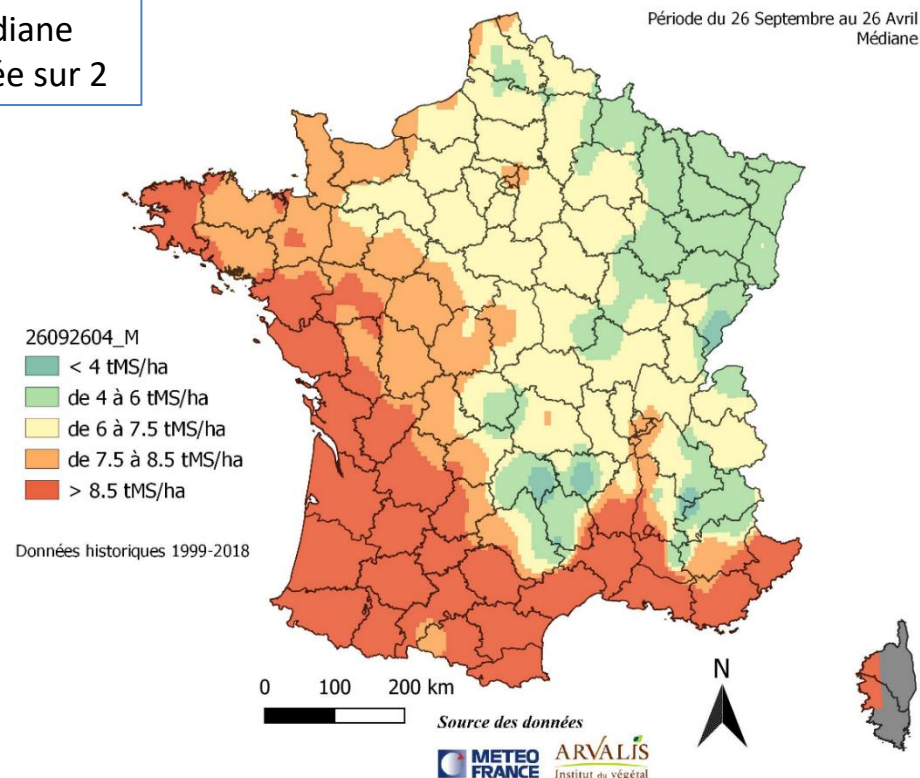 diane
ée sur 2
Période du 26 Septembre au 26 Avril
Médiane
26092604_M
< 4 tMS/ha
de 4 à 6 tMS/ha
de 6 à 7.5 tMS/ha
de 7.5 à 8.5 tMS/ha
> 8.5 tMS/ha
Données historiques 1999-2018
0 100 200 km
N
Source des données
METEO
FRANCE
ARVALIS
Institut du végétal